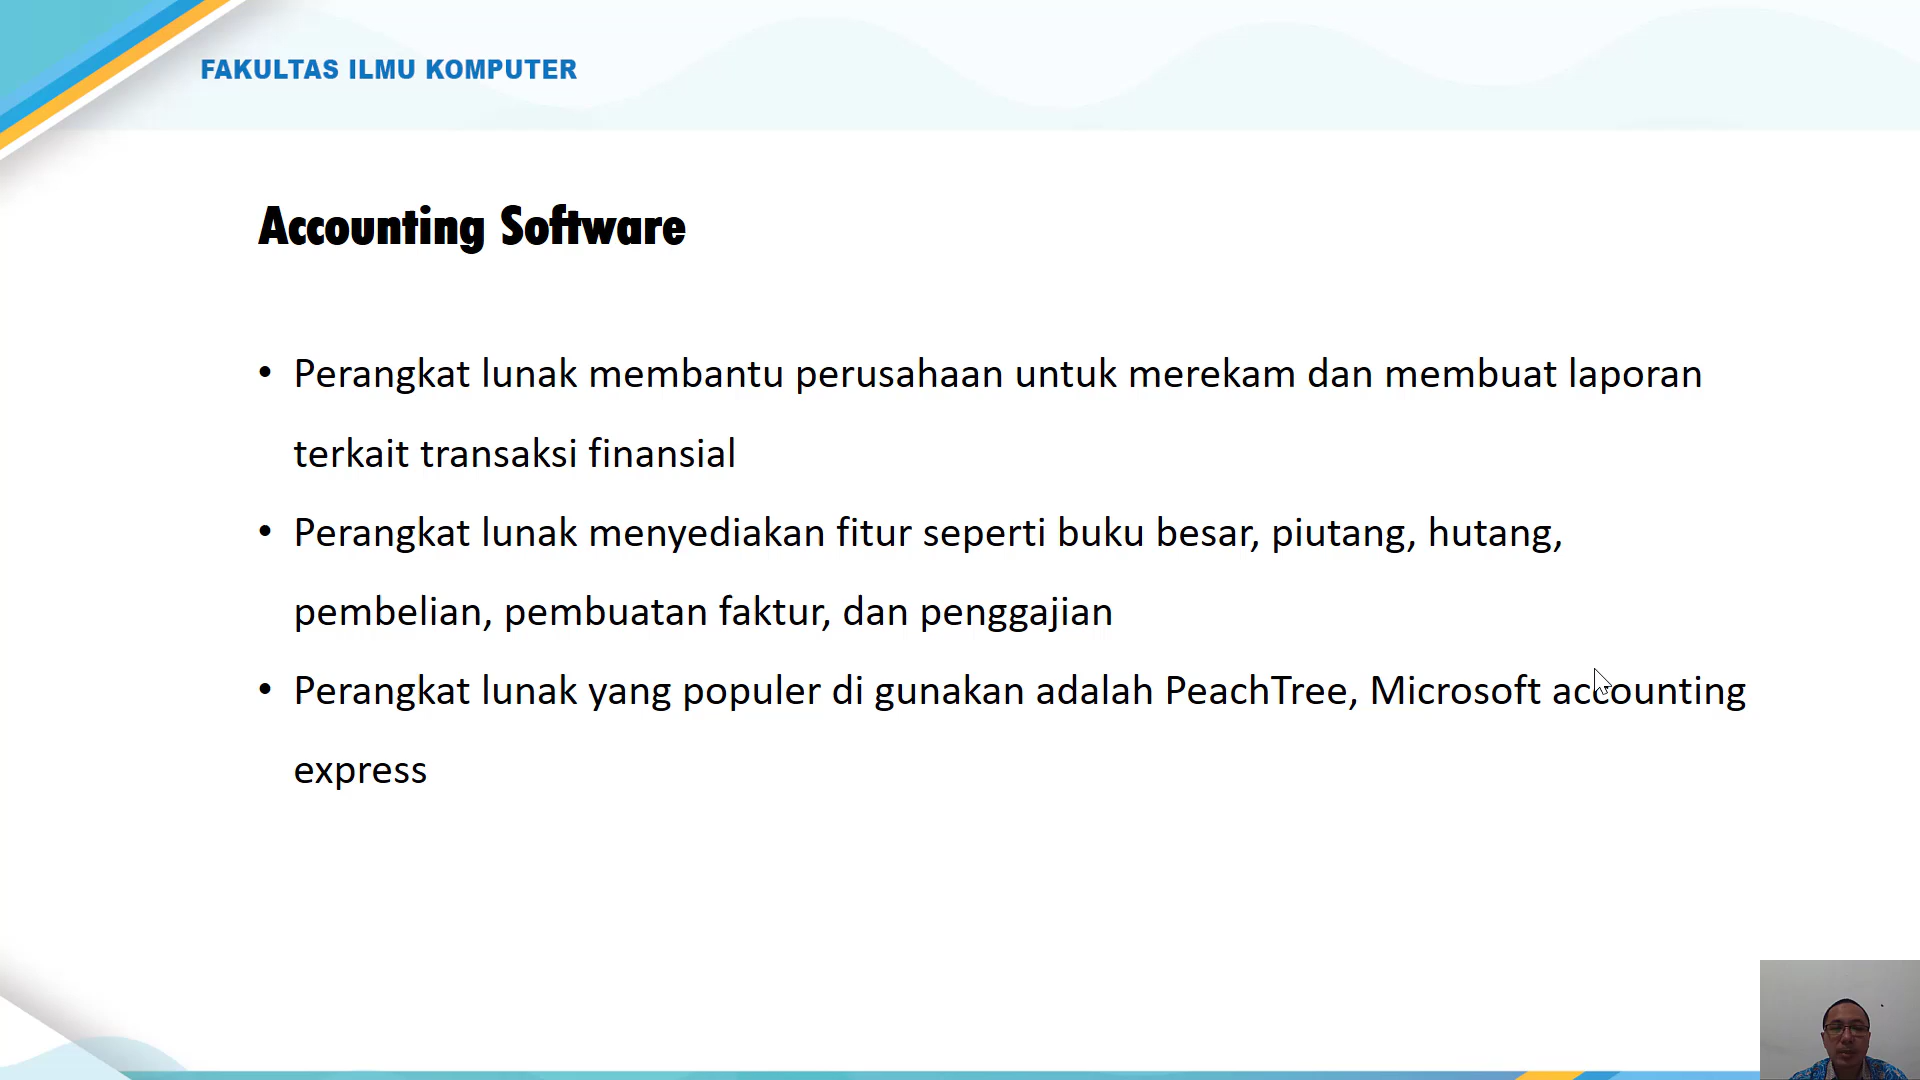 FAKULTAS ILMU KOMPUTER
Accounting Software
• Perangkat lunak membantu perusahaan untuk merekam dan membuat laporan
terkait transaksi finansial
• Perangkat lunak menyediakan fitur seperti buku besar, piutang, hutang,
pembelian, pembuatan faktur, dan penggajian
• Perangkat lunak yang populer di gunakan adalah PeachTree, Microsoft accounting
express